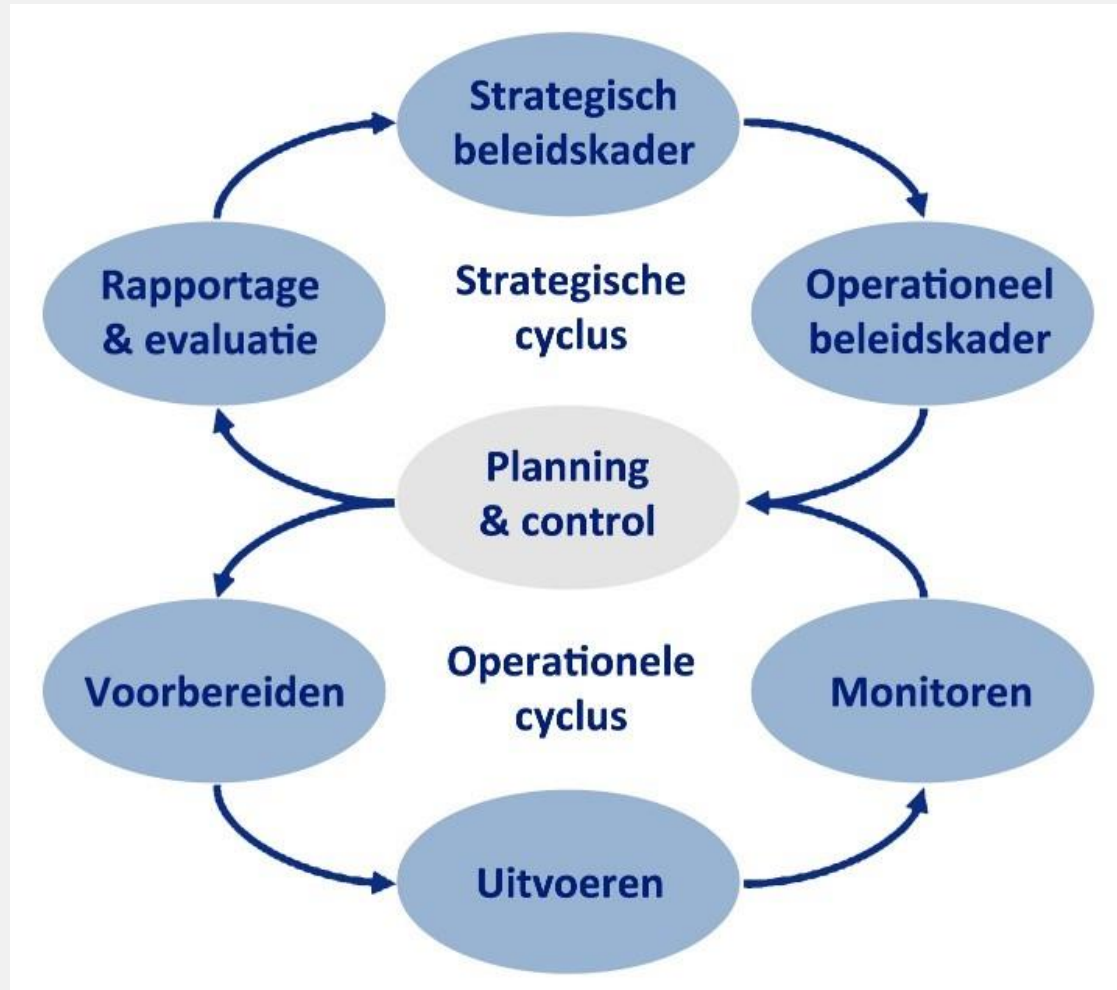 Strategisch
beleidskader
Rapportage
& evaluatie
Strategische
cyclus
Operationeel
beleidskader
Planning
& control
Voorbereiden
Operationele
cyclus
Monitoren
Uitvoeren